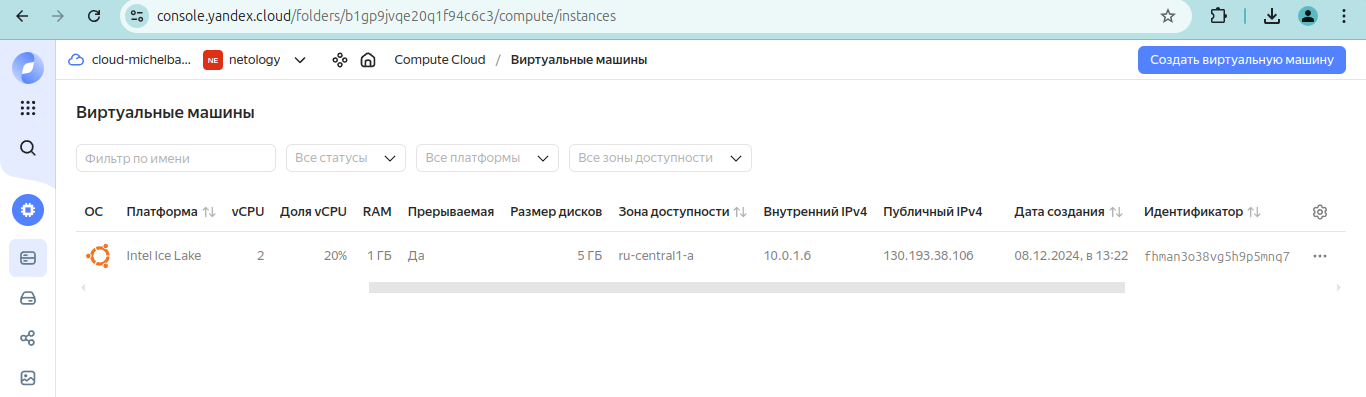 console.yandex.cloud/folders/b1gp9jvqe20q1f94c6c3/compute/instances
cloud-michelba... NE netology Compute Cloud / Виртуальные машины Создать виртуальную машину
Виртуальные машины
Фильтр по имени Все статусы Все платформы Все зоны доступности
ОС Платформа vCPU Доля vCPU RAM Прерываемая Размер дисков Зона доступности Внутренний IPv4 Публичный IPv4 Дата создания Идентификатор
Intel Ice Lake 2 20% 1 ГБ Да 5 ГБ ru-central1-a 10.0.1.6 130.193.38.106 08.12.2024, в 13:22 fhman3o38vg5h9p5mnq7